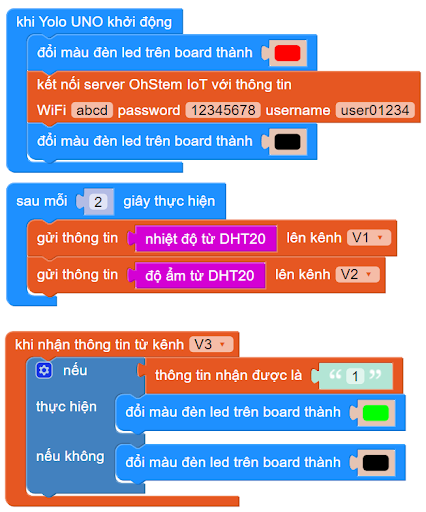 khi Yolo UNO khởi động
đổi màu đèn led trên board thành
kết nối server OhStem IoT với thông tin
WiFi abcd password 12345678 username user01234
đổi màu đèn led trên board thành
sau mỗi 2 giây thực hiện
gửi thông tin nhiệt độ từ DHT20 lên kênh V1
gửi thông tin độ ẩm từ DHT20 lên kênh V2
khi nhận thông tin từ kênh V3
nếu thông tin nhận được là “ 1 ”
thực hiện đổi màu đèn led trên board thành
nếu không đổi màu đèn led trên board thành